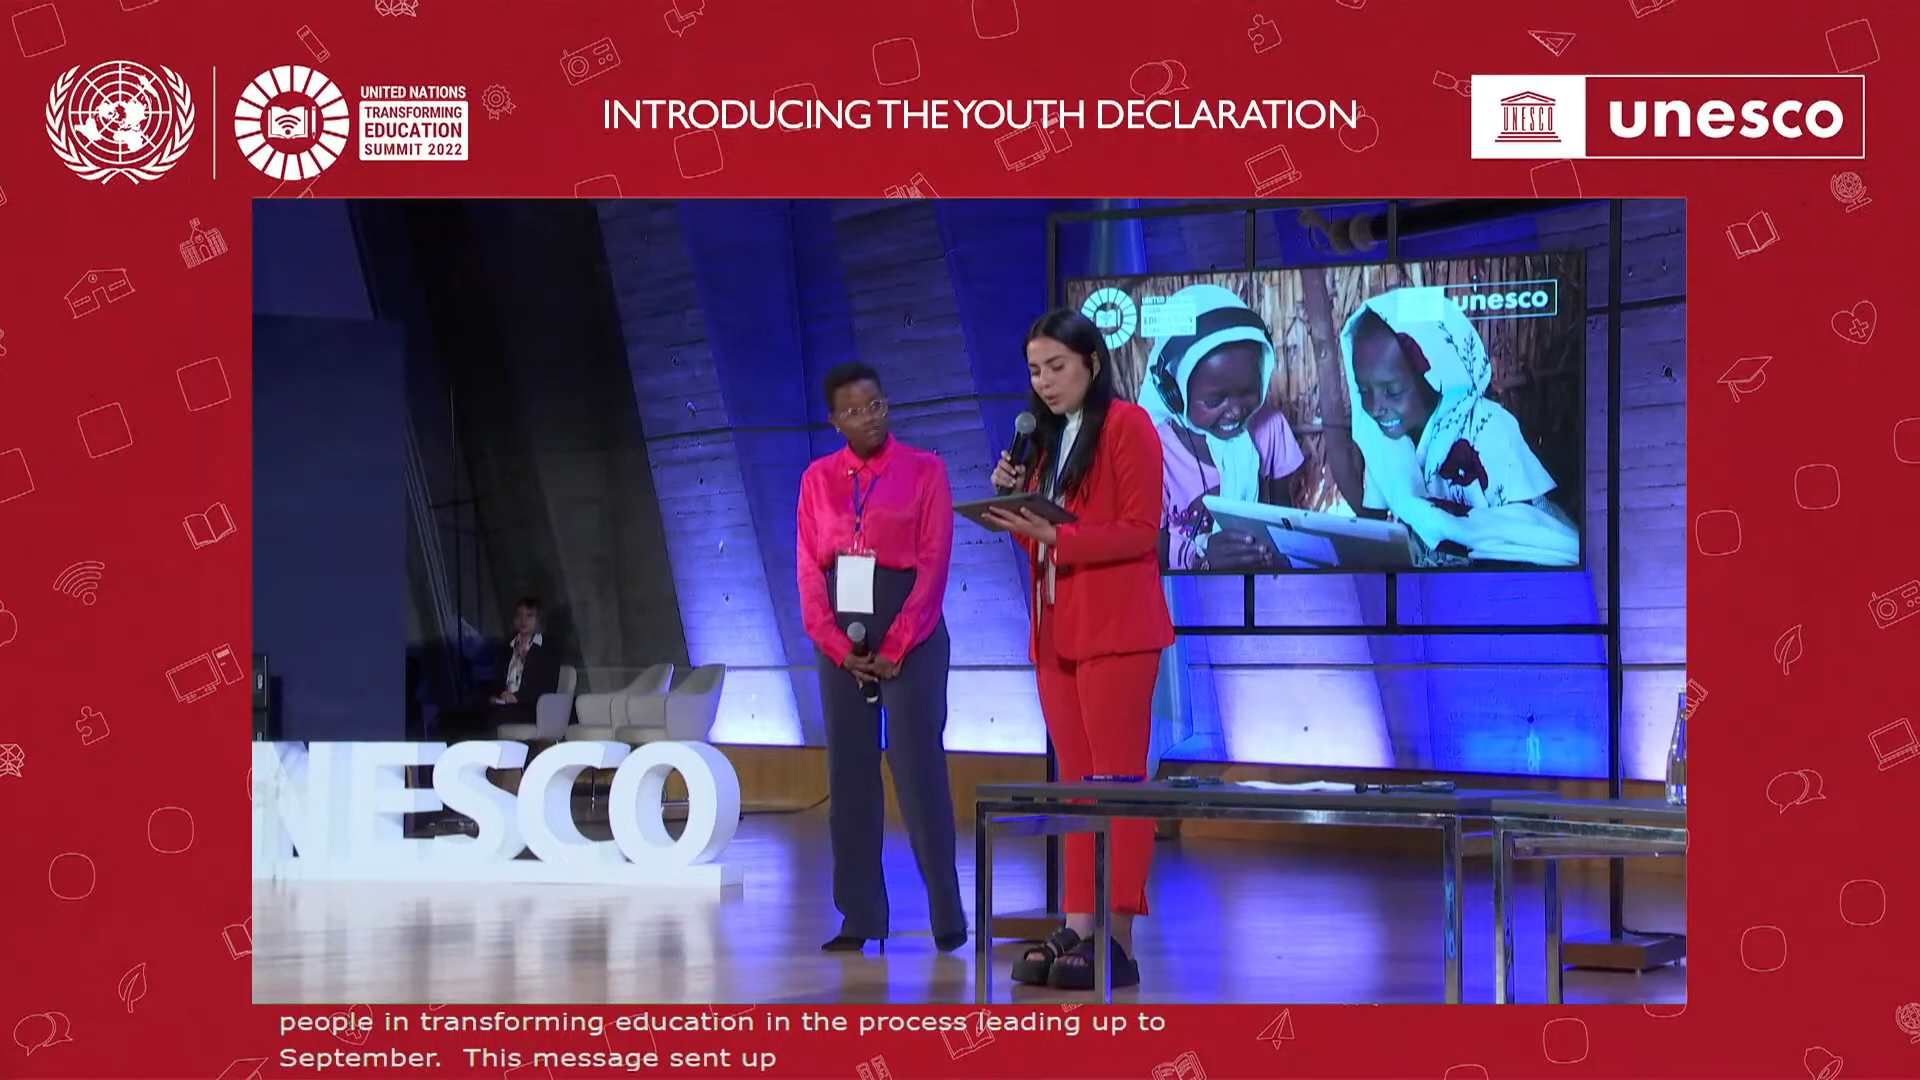 UNITED NATIONS
TRANSFORMING
EDUCATION
SUMMIT 2022
INTRODUCING THE YOUTH DECLARATION
UNESCO
unesco
unesco
NESCO
people in transforming education in the process leading up to
September. This message sent up